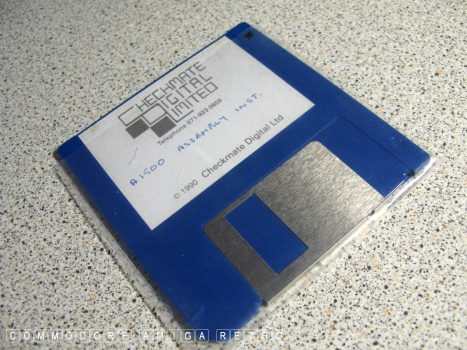 CHECKMATE
DIGITAL
LIMITED
Telephone 071-923 0658
A1500 ASSEMBLY INST.
© 1990 Checkmate Digital Ltd
COMMODORE AMIGA RETRO